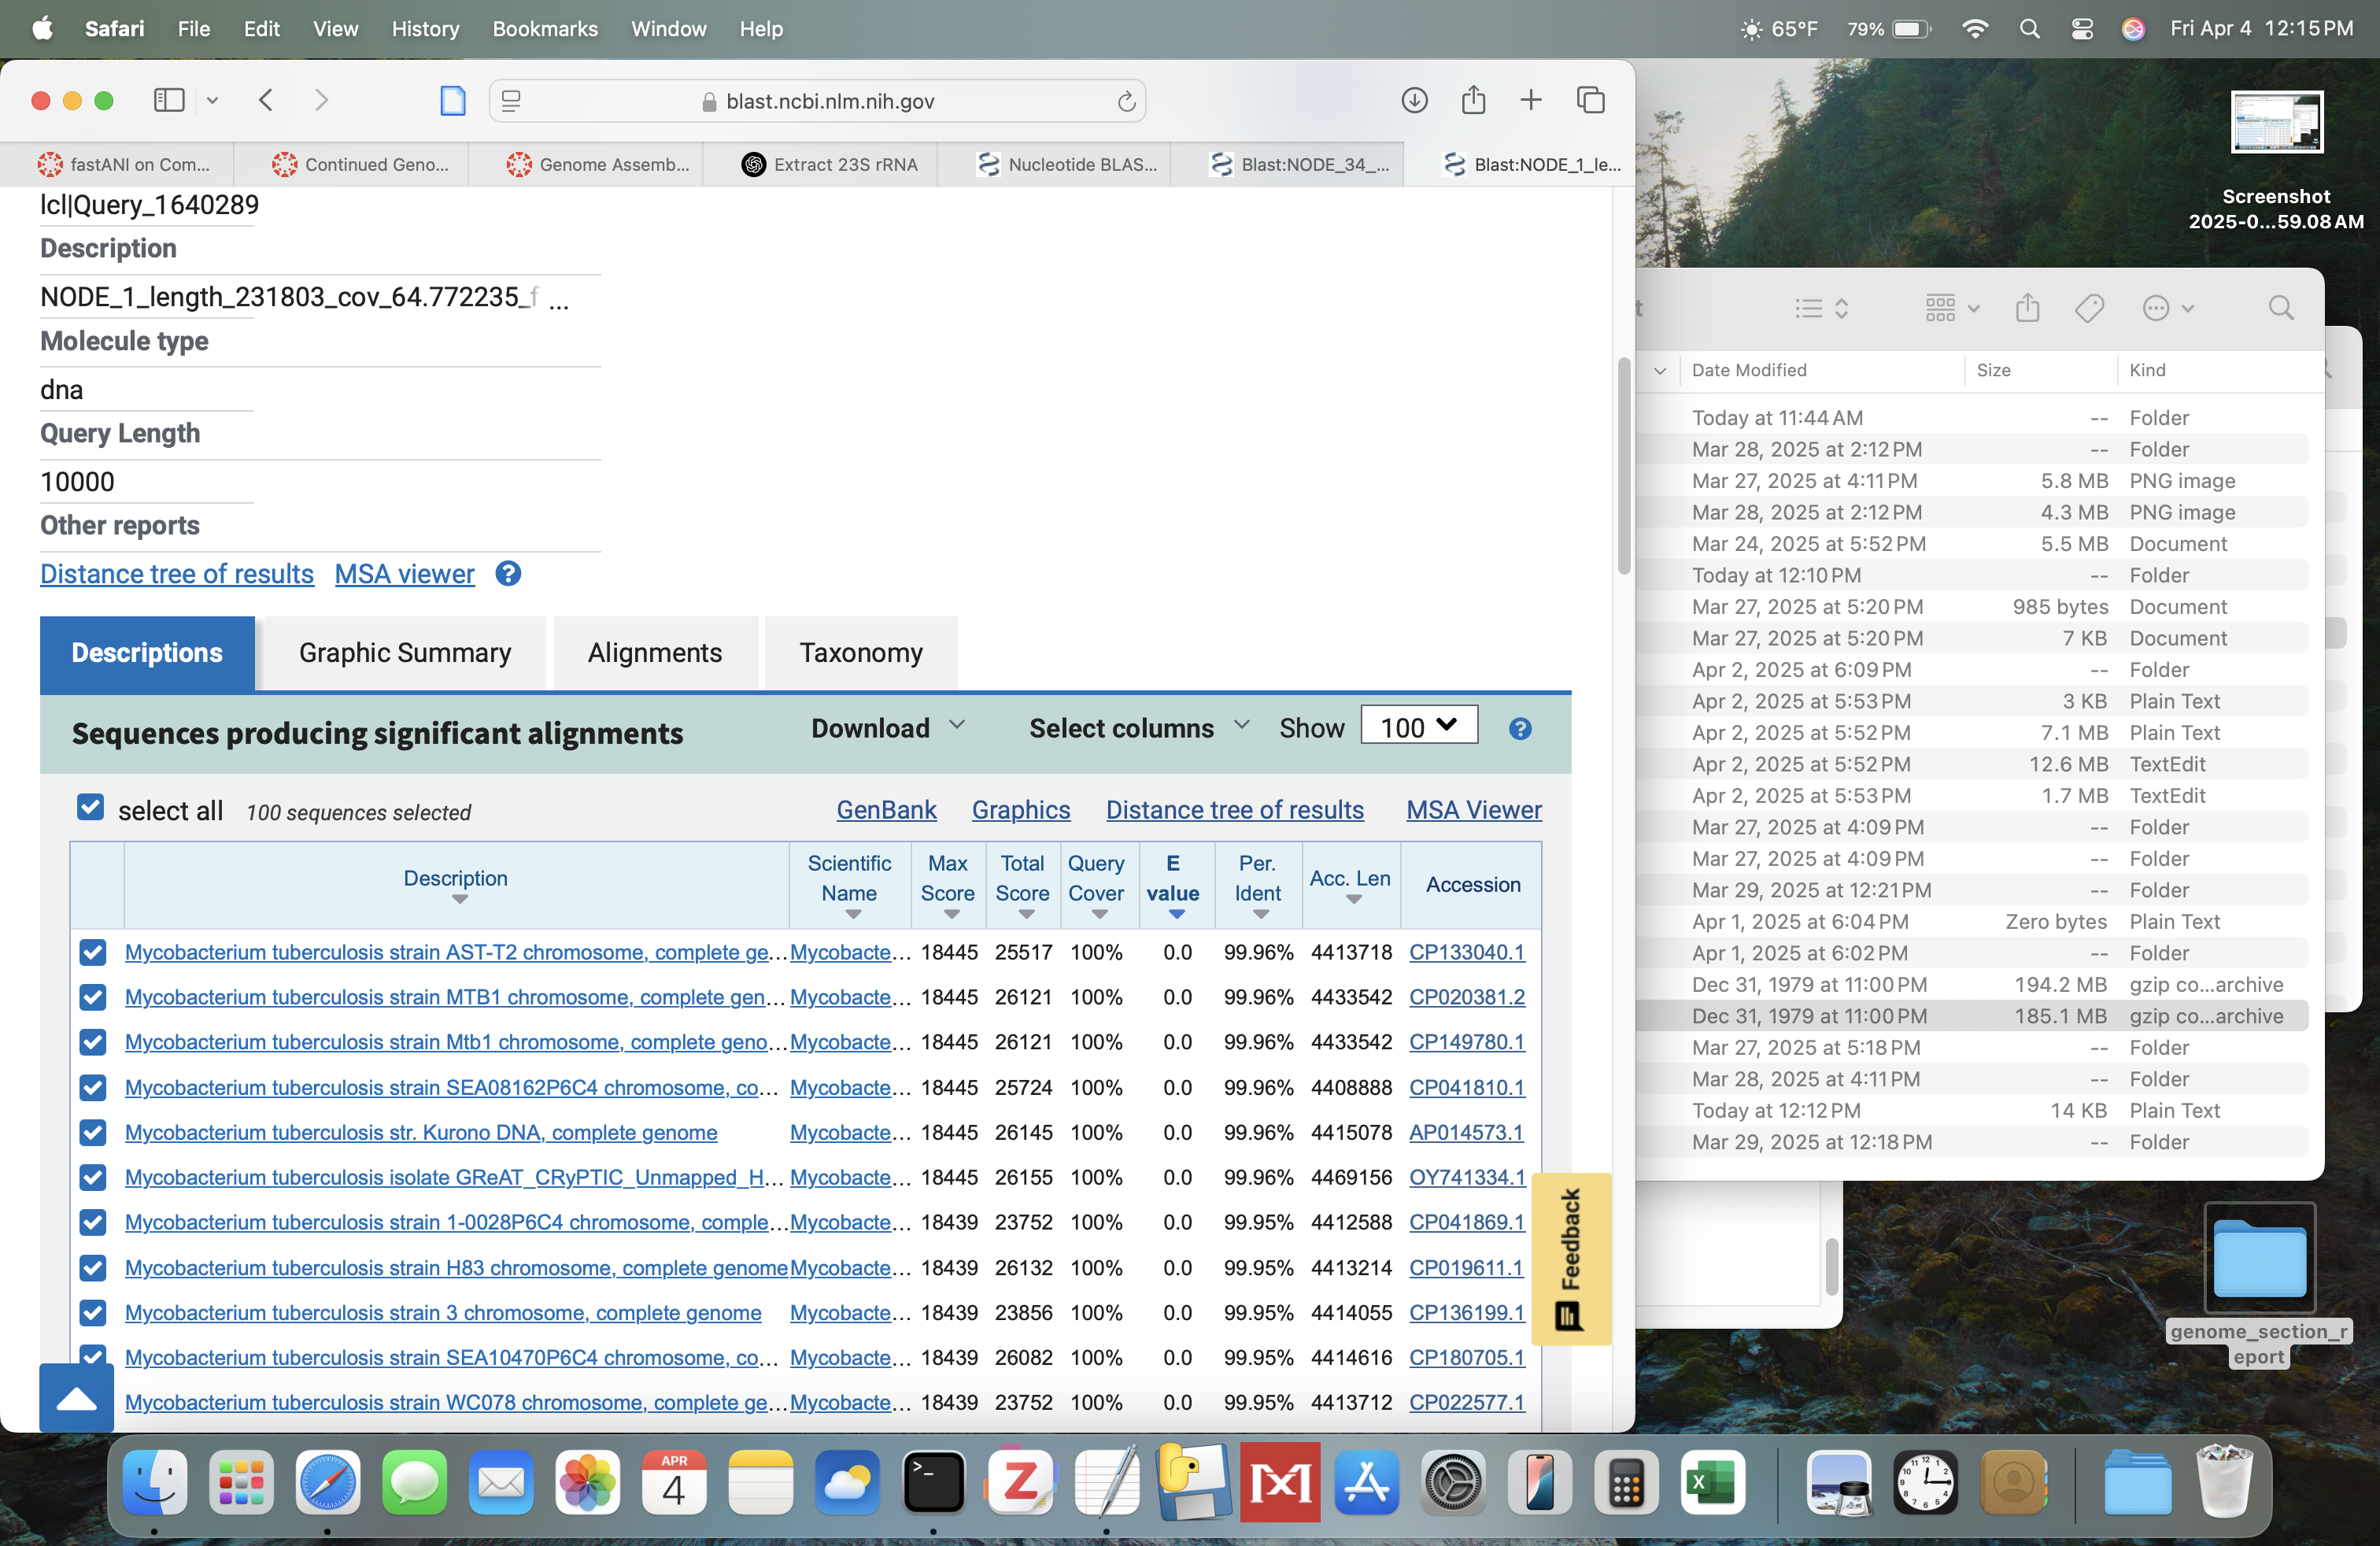 Safari File Edit View History Bookmarks Window Help 65°F 79% Fri Apr 4 12:15 PM
blast.ncbi.nlm.nih.gov
fastANI on Com... Continued Geno... Genome Assemb... Extract 23S rRNA Nucleotide BLAS... Blast:NODE_34_... Blast:NODE_1_le...
lcl|Query_1640289
Description
NODE_1_length_231803_cov_64.772235_f ...
Molecule type
dna
Query Length
10000
Other reports
Distance tree of results MSA viewer ?
Descriptions Graphic Summary Alignments Taxonomy
Sequences producing significant alignments Download Select columns Show 100 ?
select all 100 sequences selected GenBank Graphics Distance tree of results MSA Viewer
Description Scientific Name Max Score Total Score Query Cover E value Per. Ident Acc. Len Accession
Mycobacterium tuberculosis strain AST-T2 chromosome, complete ge... Mycobacte... 18445 25517 100% 0.0 99.96% 4413718 CP133040.1
Mycobacterium tuberculosis strain MTB1 chromosome, complete gen... Mycobacte... 18445 26121 100% 0.0 99.96% 4433542 CP020381.2
Mycobacterium tuberculosis strain Mtb1 chromosome, complete geno... Mycobacte... 18445 26121 100% 0.0 99.96% 4433542 CP149780.1
Mycobacterium tuberculosis strain SEA08162P6C4 chromosome, co... Mycobacte... 18445 25724 100% 0.0 99.96% 4408888 CP041810.1
Mycobacterium tuberculosis str. Kurono DNA, complete genome Mycobacte... 18445 26145 100% 0.0 99.96% 4415078 AP014573.1
Mycobacterium tuberculosis isolate GReAT_CRyPTIC_Unmapped_H... Mycobacte... 18445 26155 100% 0.0 99.96% 4469156 OY741334.1
Mycobacterium tuberculosis strain 1-0028P6C4 chromosome, comple... Mycobacte... 18439 23752 100% 0.0 99.95% 4412588 CP041869.1
Mycobacterium tuberculosis strain H83 chromosome, complete genome Mycobacte... 18439 26132 100% 0.0 99.95% 4413214 CP019611.1
Mycobacterium tuberculosis strain 3 chromosome, complete genome Mycobacte... 18439 23856 100% 0.0 99.95% 4414055 CP136199.1
Mycobacterium tuberculosis strain SEA10470P6C4 chromosome, co... Mycobacte... 18439 26082 100% 0.0 99.95% 4414616 CP180705.1
Mycobacterium tuberculosis strain WC078 chromosome, complete ge... Mycobacte... 18439 23752 100% 0.0 99.95% 4413712 CP022577.1
Feedback
Screenshot
2025-0...59.08 AM
t
Date Modified Size Kind
Today at 11:44 AM -- Folder
Mar 28, 2025 at 2:12 PM -- Folder
Mar 27, 2025 at 4:11 PM 5.8 MB PNG image
Mar 28, 2025 at 2:12 PM 4.3 MB PNG image
Mar 24, 2025 at 5:52 PM 5.5 MB Document
Today at 12:10 PM -- Folder
Mar 27, 2025 at 5:20 PM 985 bytes Document
Mar 27, 2025 at 5:20 PM 7 KB Document
Apr 2, 2025 at 6:09 PM -- Folder
Apr 2, 2025 at 5:53 PM 3 KB Plain Text
Apr 2, 2025 at 5:52 PM 7.1 MB Plain Text
Apr 2, 2025 at 5:52 PM 12.6 MB TextEdit
Apr 2, 2025 at 5:53 PM 1.7 MB TextEdit
Mar 27, 2025 at 4:09 PM -- Folder
Mar 27, 2025 at 4:09 PM -- Folder
Mar 29, 2025 at 12:21 PM -- Folder
Apr 1, 2025 at 6:04 PM Zero bytes Plain Text
Apr 1, 2025 at 6:02 PM -- Folder
Dec 31, 1979 at 11:00 PM 194.2 MB gzip co...archive
Dec 31, 1979 at 11:00 PM 185.1 MB gzip co...archive
Mar 27, 2025 at 5:18 PM -- Folder
Mar 28, 2025 at 4:11 PM -- Folder
Today at 12:12 PM 14 KB Plain Text
Mar 29, 2025 at 12:18 PM -- Folder
genome_section_r
eport
APR
4